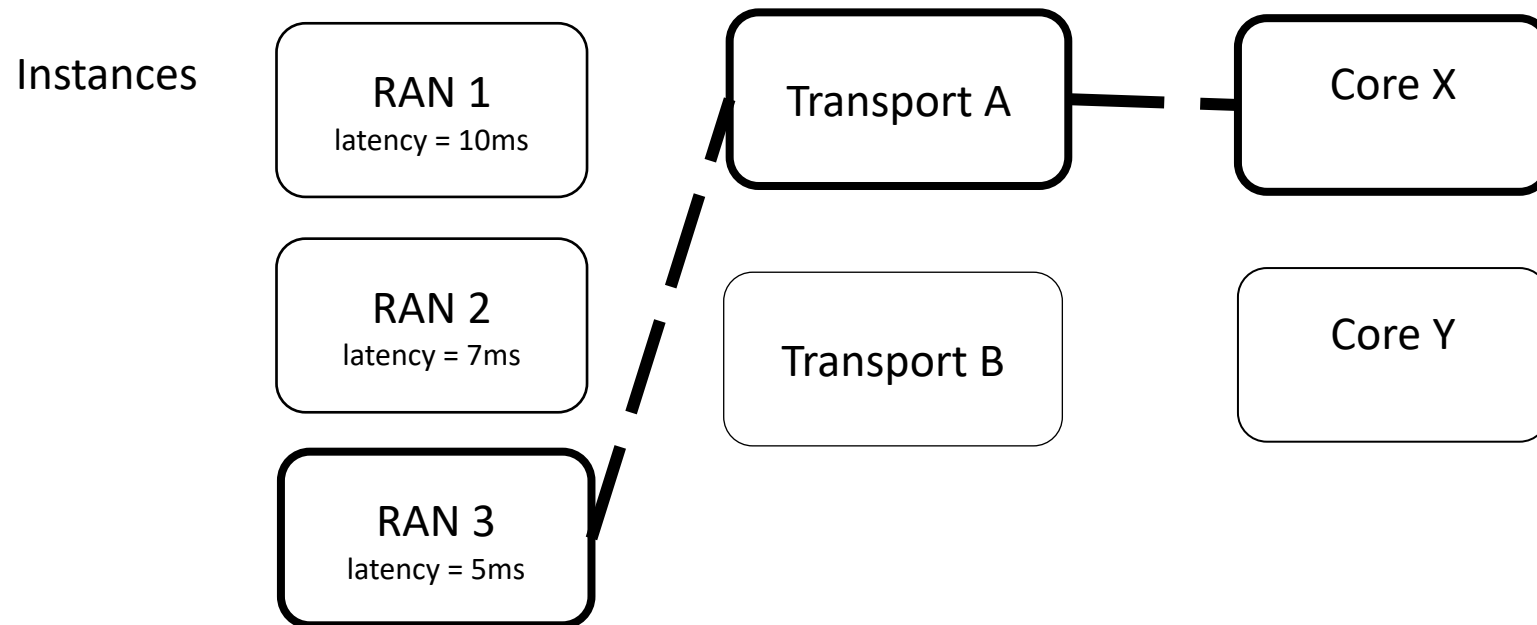 Instances
RAN 1
latency = 10ms
Transport A
Core X
RAN 2
latency = 7ms
Transport B
Core Y
RAN 3
latency = 5ms